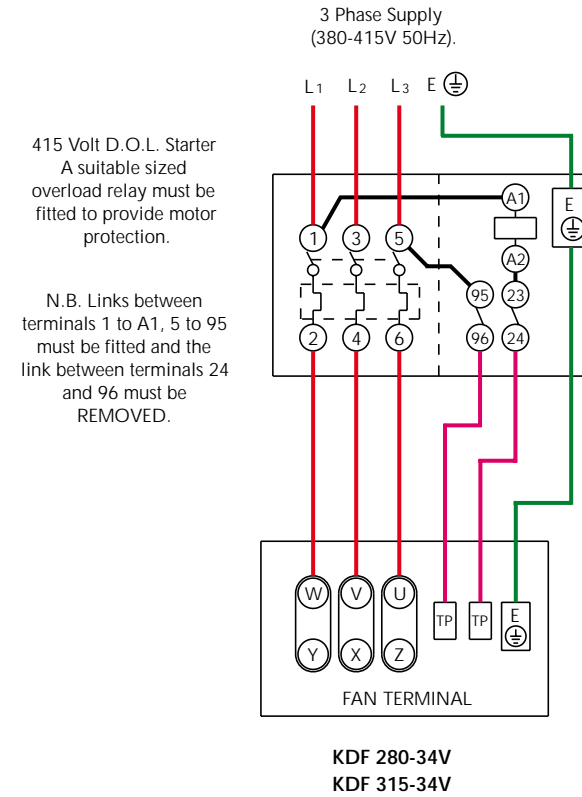 3 Phase Supply
(380-415V 50Hz).
L1 L2 L3 E
415 Volt D.O.L. Starter
A suitable sized
overload relay must be
fitted to provide motor
protection.
N.B. Links between
terminals 1 to A1, 5 to 95
must be fitted and the
link between terminals 24
and 96 must be
REMOVED.
A1 E
1 3 5
A2
95 23
2 4 6 96 24
W V U
TP TP E
Y X Z
FAN TERMINAL
KDF 280-34V
KDF 315-34V